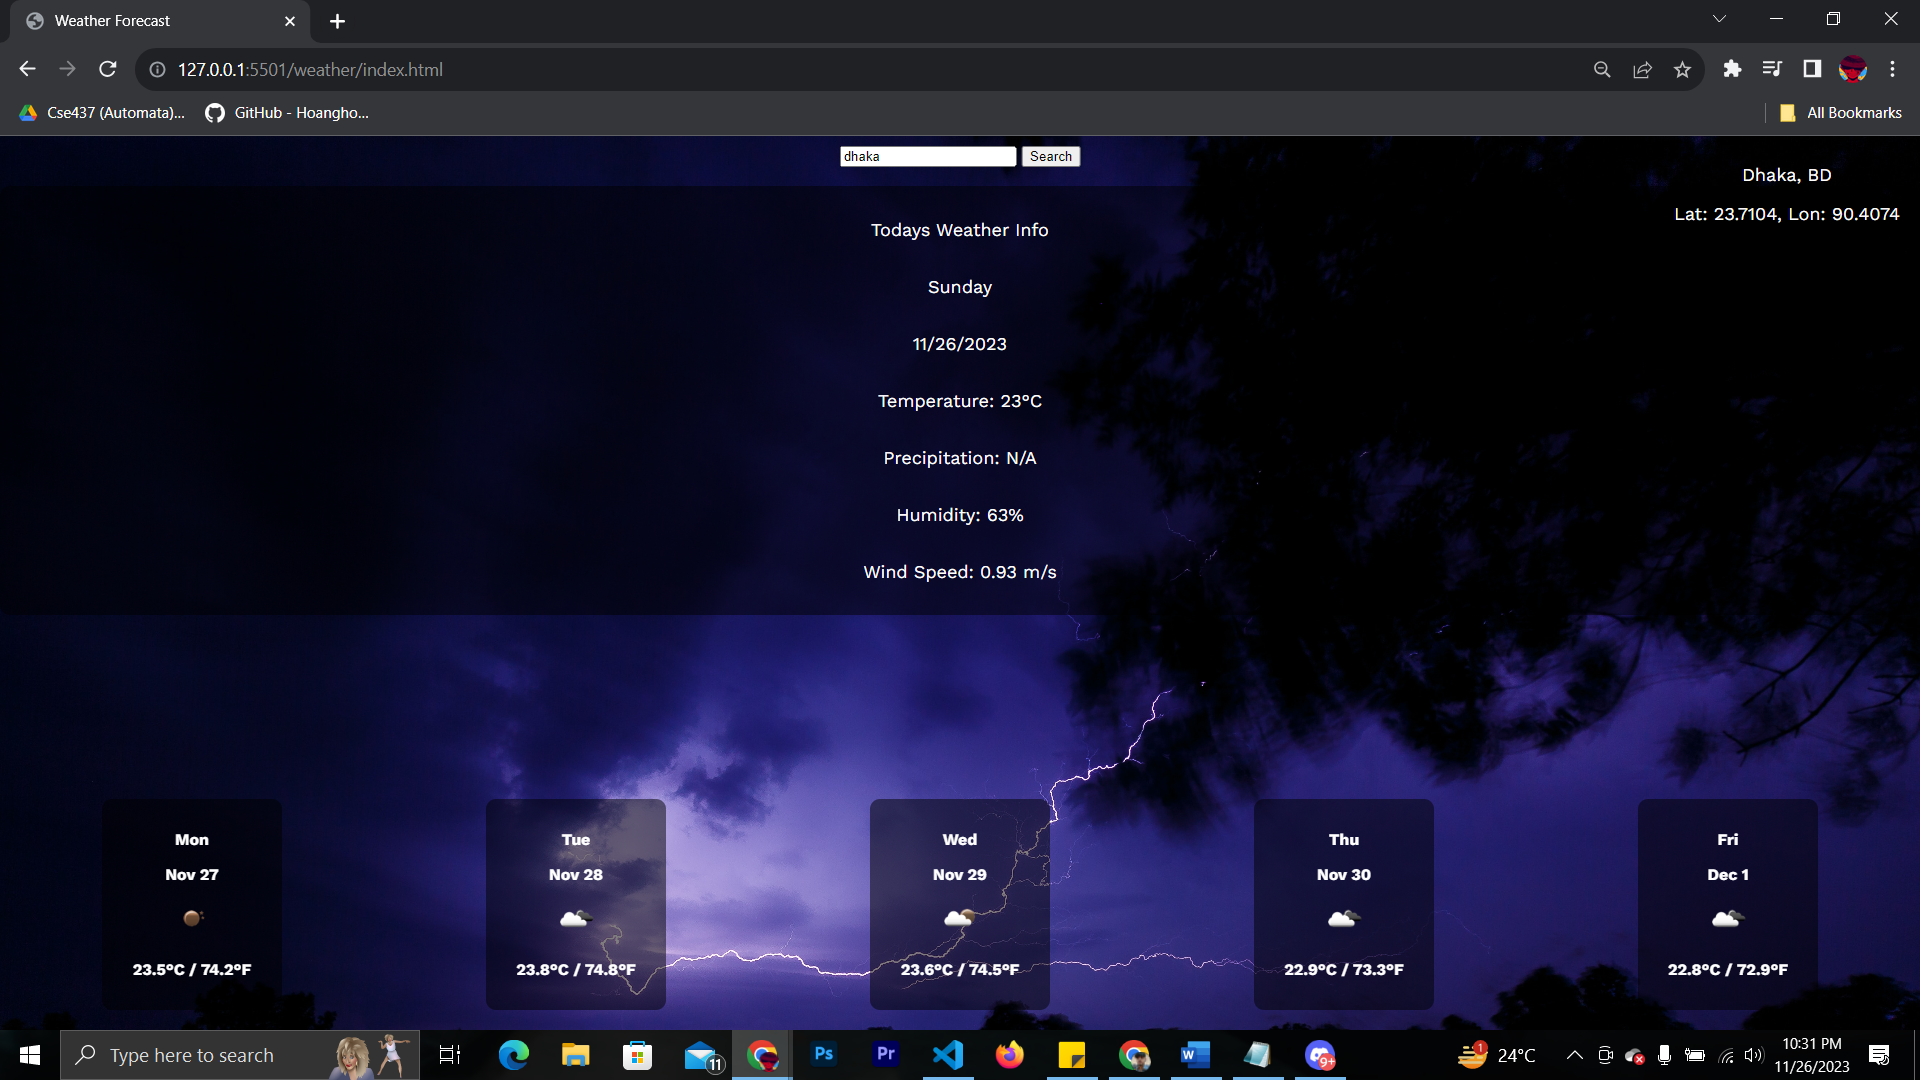 Weather Forecast
127.0.0.1:5501/weather/index.html
Cse437 (Automata)...
GitHub - Hoangho...
All Bookmarks
dhaka
Search
Dhaka, BD
Lat: 23.7104, Lon: 90.4074
Todays Weather Info
Sunday
11/26/2023
Temperature: 23°C
Precipitation: N/A
Humidity: 63%
Wind Speed: 0.93 m/s
Mon
Nov 27
23.5°C / 74.2°F
Tue
Nov 28
23.8°C / 74.8°F
Wed
Nov 29
23.6°C / 74.5°F
Thu
Nov 30
22.9°C / 73.3°F
Fri
Dec 1
22.8°C / 72.9°F
Type here to search
11
Ps
Pr
W
9+
1
24°C
10:31 PM
11/26/2023